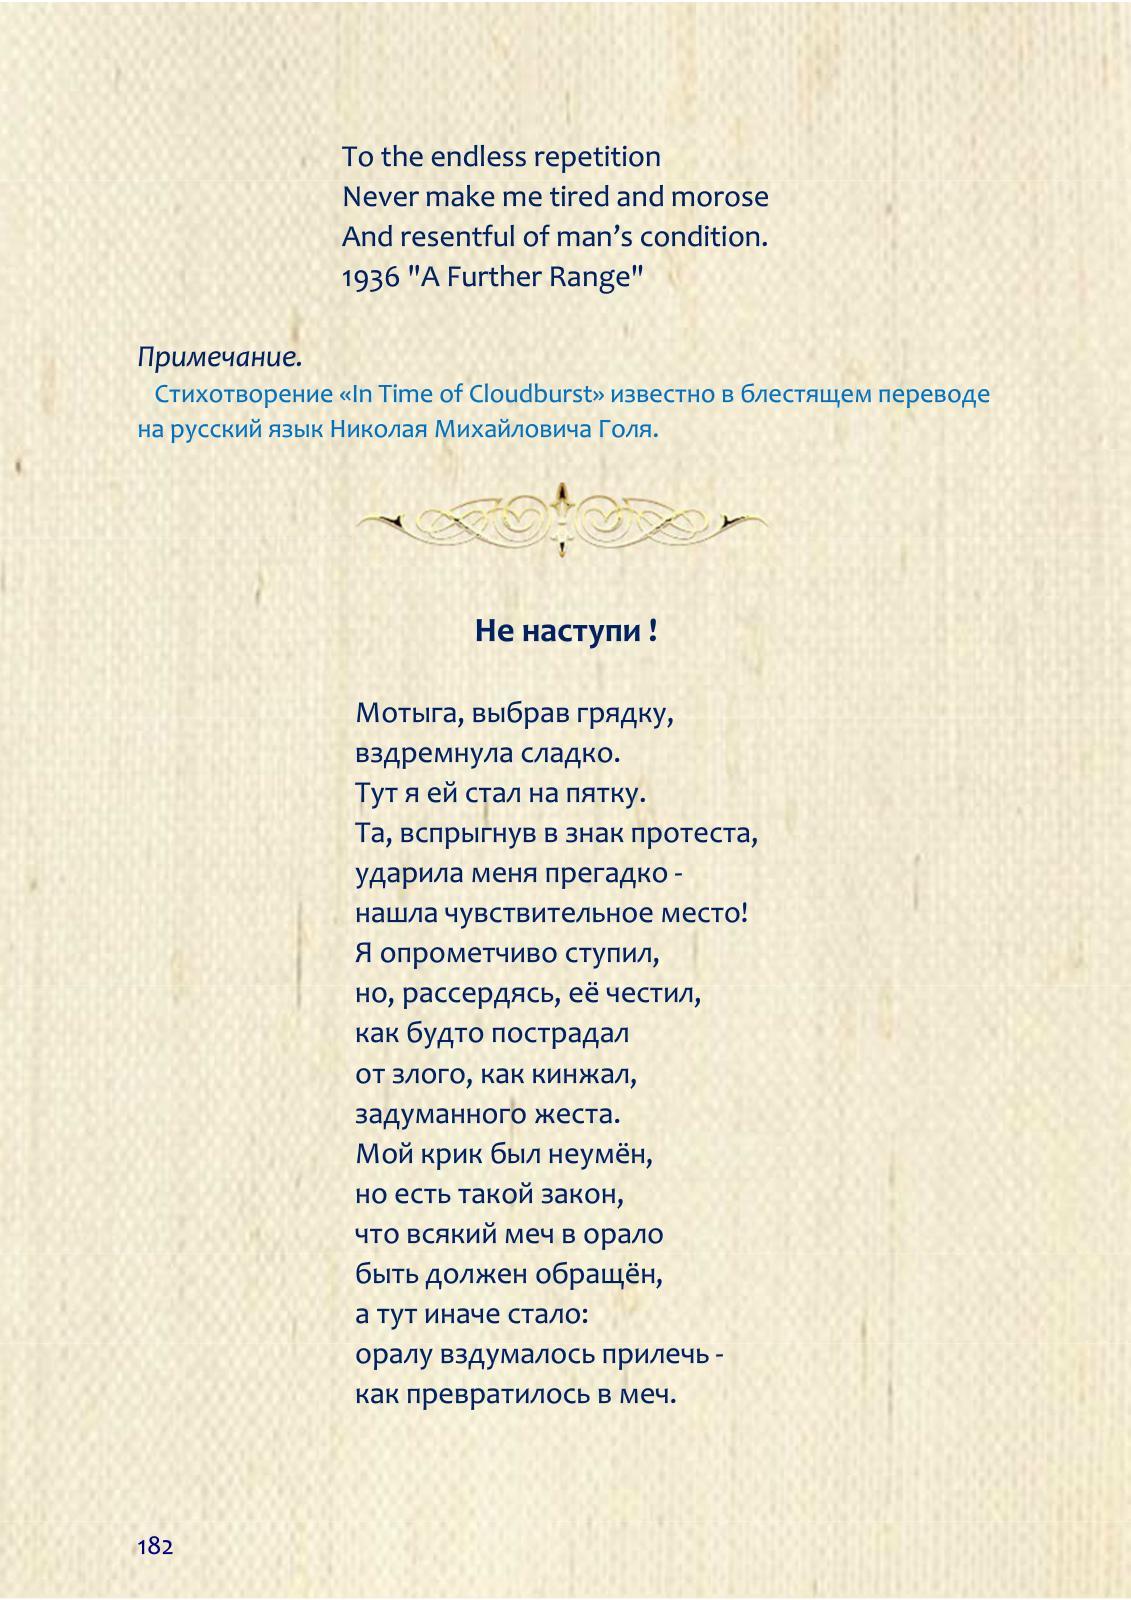 To the endless repetition
Never make me tired and morose
And resentful of man’s condition.
1936 "A Further Range"
Примечание.
Стихотворение «In Time of Cloudburst» известно в блестящем переводе
на русский язык Николая Михайловича Голя.
Не наступи !
Мотыга, выбрав грядку,
вздремнула сладко.
Тут я ей стал на пятку.
Та, вспрыгнув в знак протеста,
ударила меня прегадко -
нашла чувствительное место!
Я опрометчиво ступил,
но, рассердясь, её честил,
как будто пострадал
от злого, как кинжал,
задуманного жеста.
Мой крик был неумён,
но есть такой закон,
что всякий меч в орало
быть должен обращён,
а тут иначе стало:
оралу вздумалось прилечь -
как превратилось в меч.
182